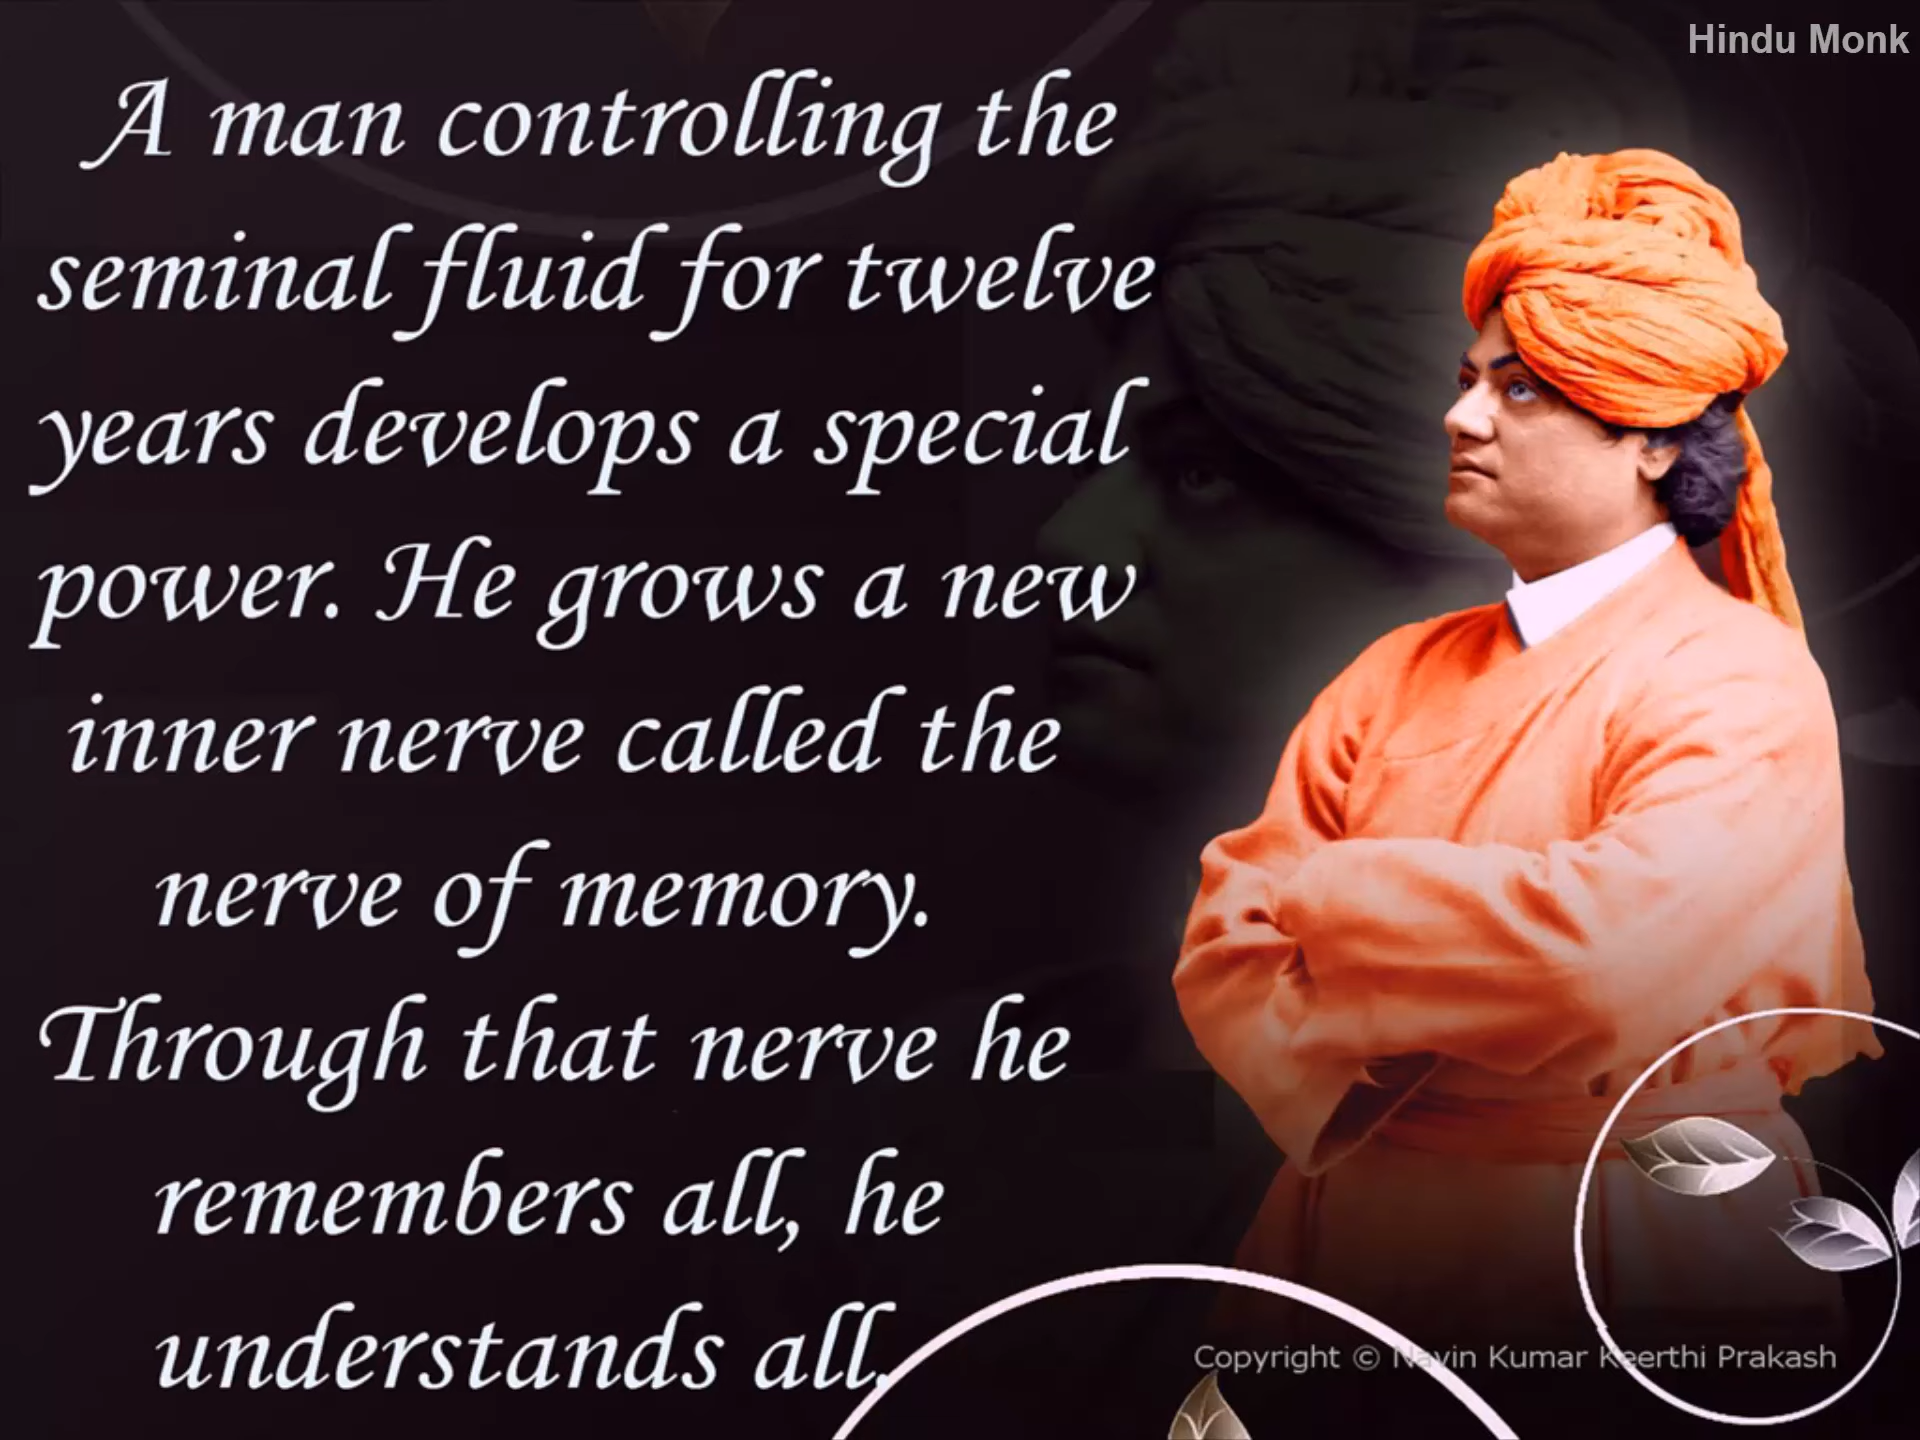 Hindu Monk
A man controlling the
seminal fluid for twelve
years develops a special
power. He grows a new
inner nerve called the
nerve of memory.
Through that nerve he
remembers all, he
understands all.
Copyright © Navin Kumar Keerthi Prakash